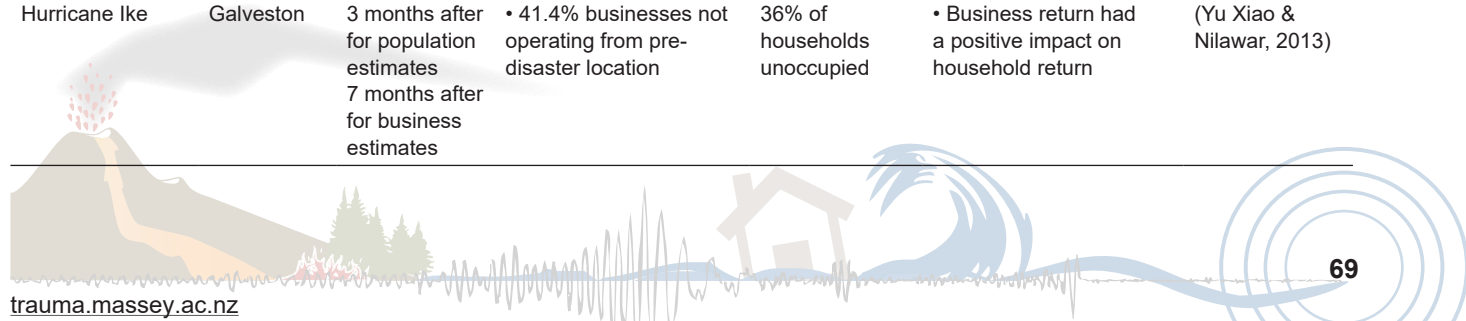 Hurricane Ike
Galveston
3 months after
for population
estimates
7 months after
for business
estimates
• 41.4% businesses not
operating from pre-
disaster location
36% of
households
unoccupied
• Business return had
a positive impact on
household return
(Yu Xiao &
Nilawar, 2013)
69
trauma.massey.ac.nz